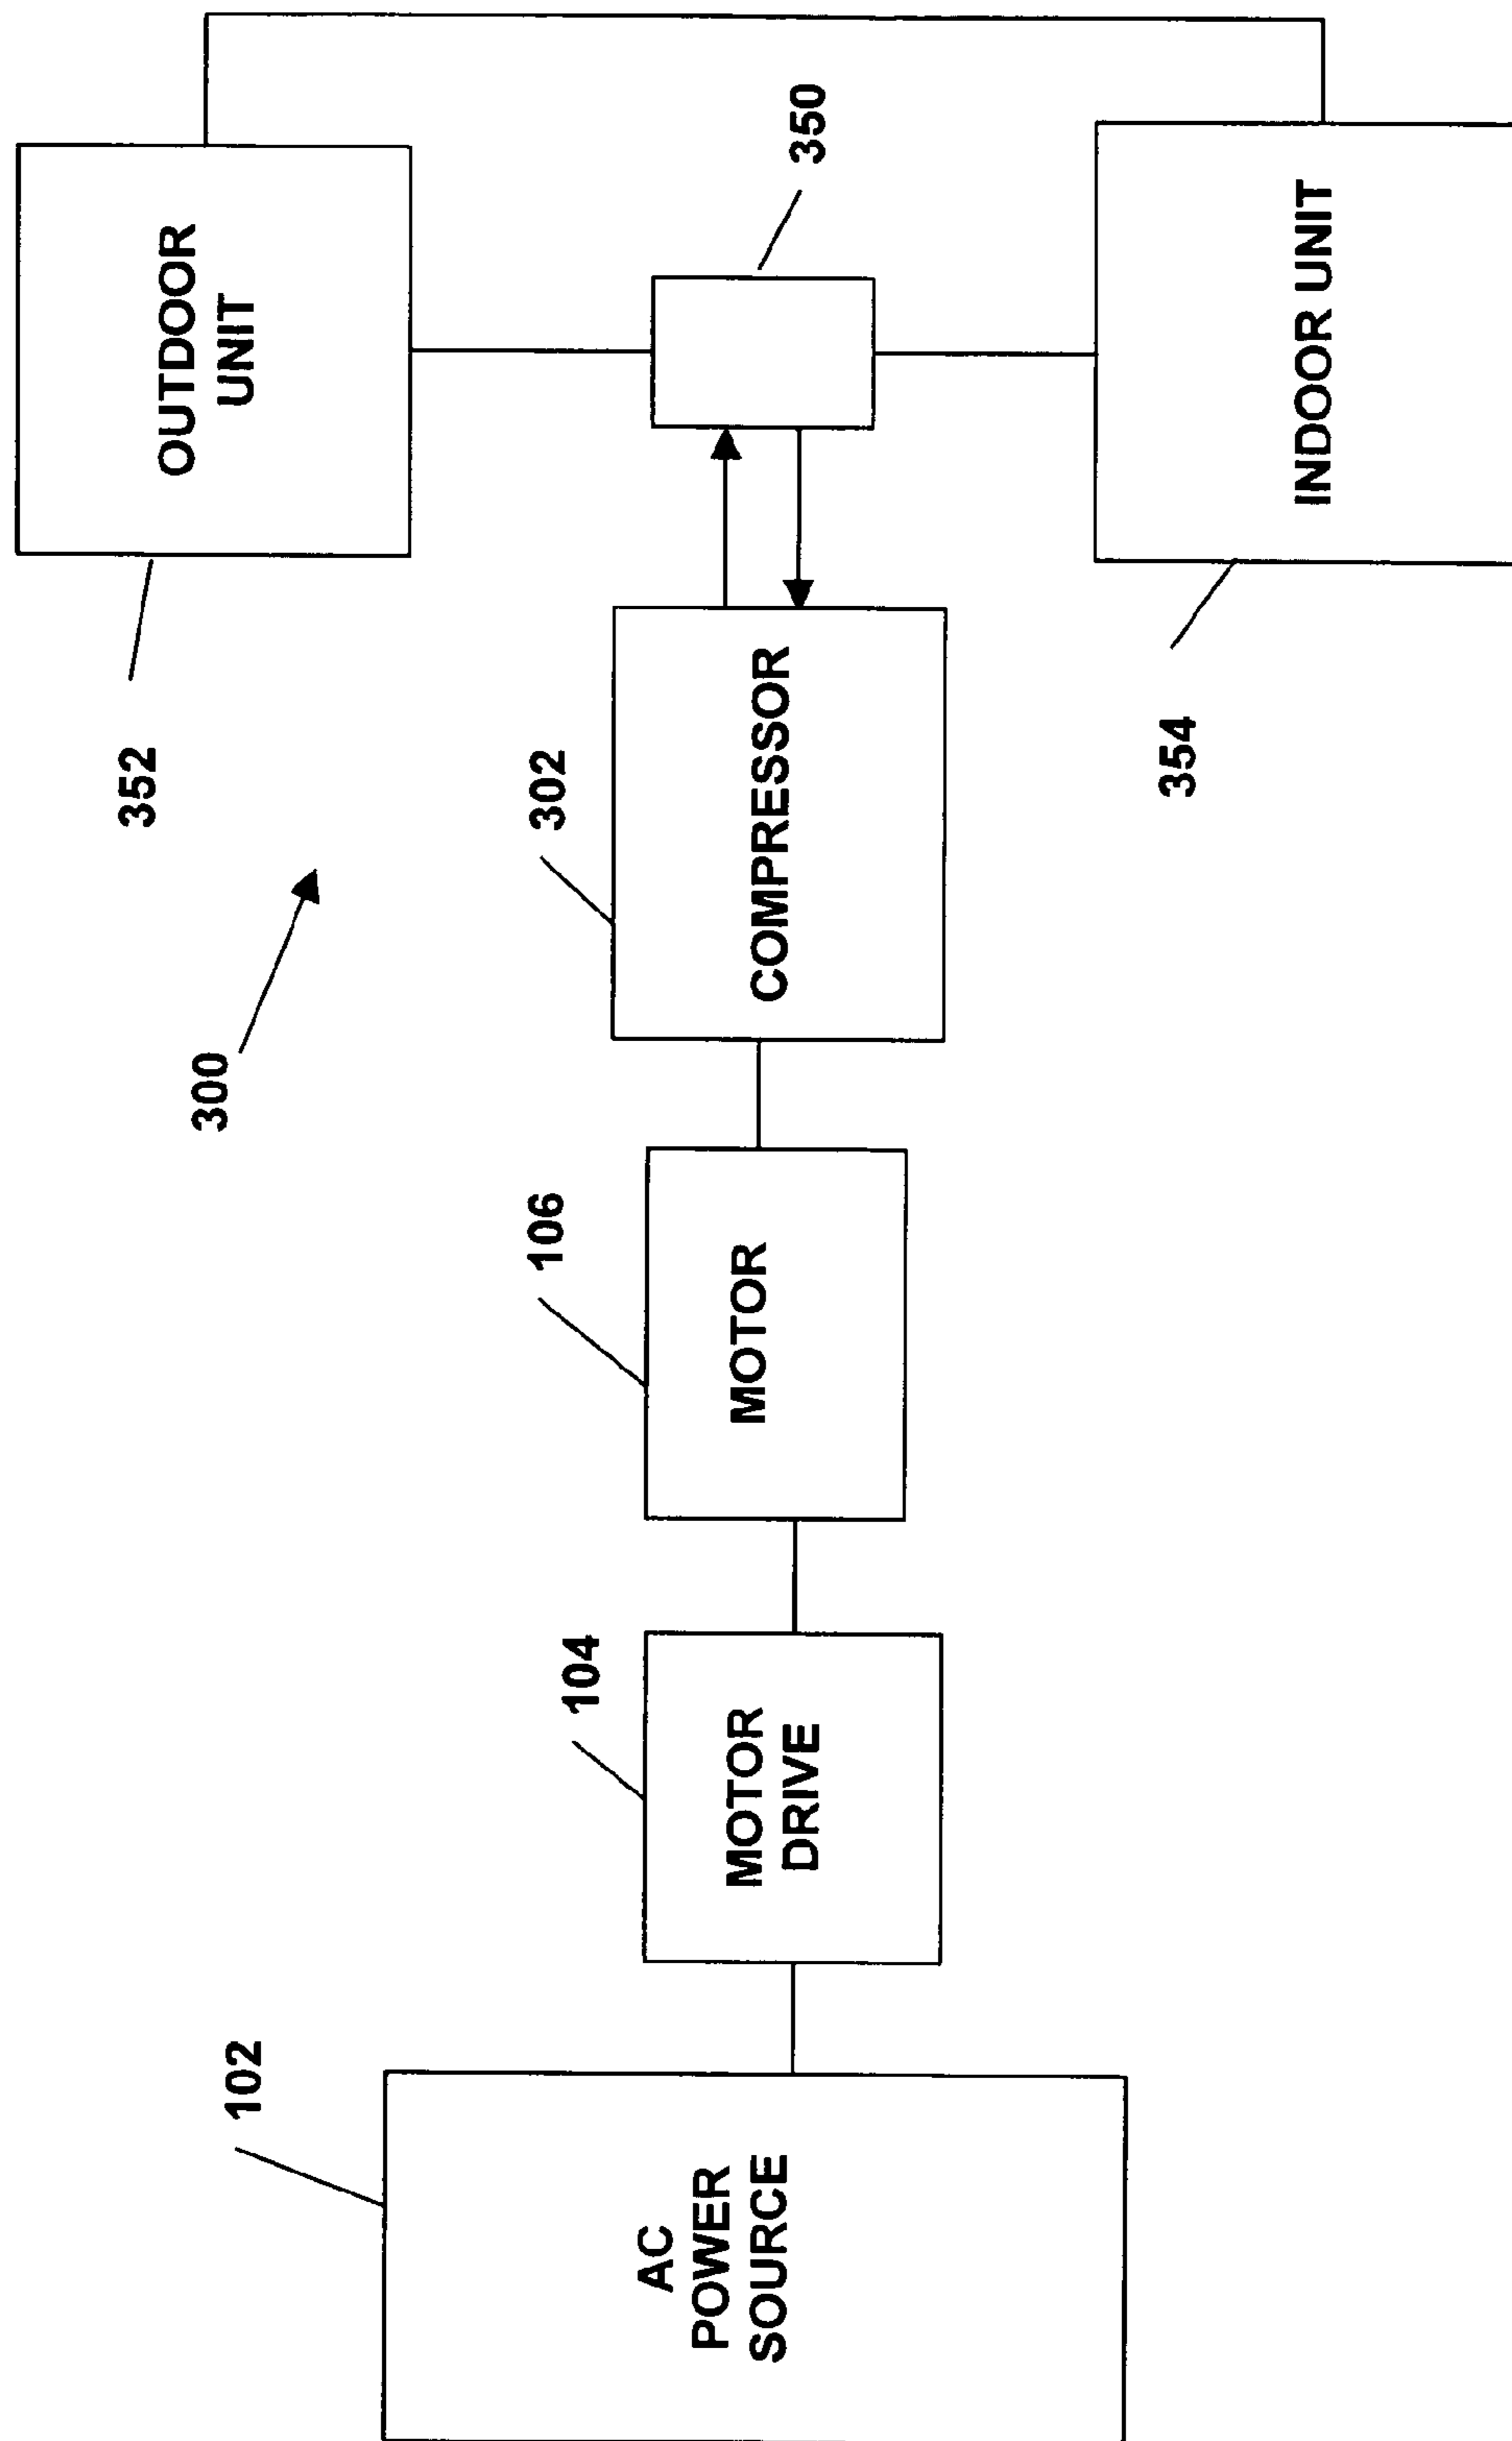 300
102
AC
POWER
SOURCE
104
MOTOR
DRIVE
106
MOTOR
302
COMPRESSOR
350
352
OUTDOOR
UNIT
354
INDOOR UNIT